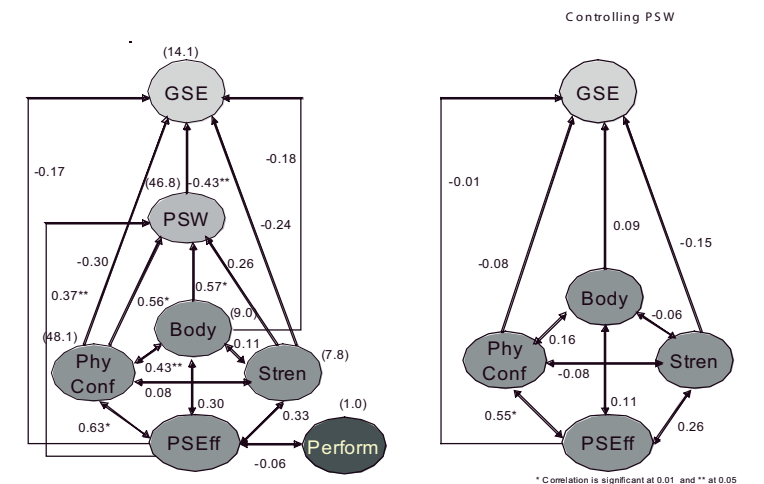 Controlling PSW
(14.1)
GSE
GSE
-0.17
-0.18
-0.01
(46.8)
-0.43**
PSW
0.09
-0.24
-0.15
-0.30
0.26
-0.08
0.37**
0.56*
0.57*
Body
(9.0)
Body
-0.06
(48.1)
0.11
0.16
Phy
Conf
0.43**
Stren
(7.8)
Phy
Conf
-0.08
Stren
0.08
0.30
0.33
(1.0)
0.11
0.55*
0.26
0.63*
PSEff
Perform
PSEff
-0.06
* Correlation is significant at 0.01 and ** at 0.05